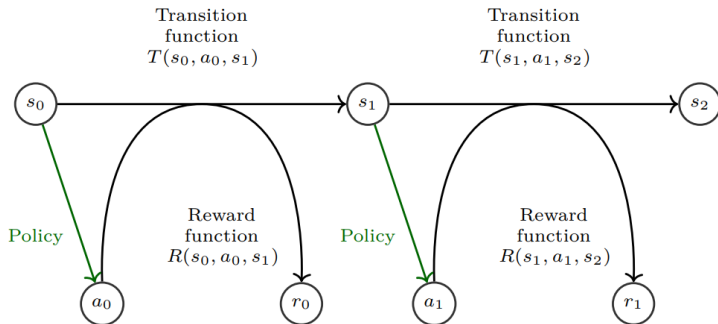 Transition
function
T(s₀, a₀, s₁)
Transition
function
T(s₁, a₁, s₂)
s₀
s₁
s₂
Policy
Reward
function
R(s₀, a₀, s₁)
Policy
Reward
function
R(s₁, a₁, s₂)
a₀
r₀
a₁
r₁